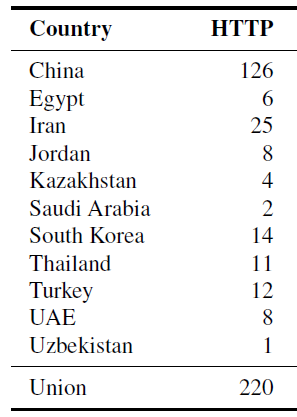 Country HTTP
China 126
Egypt 6
Iran 25
Jordan 8
Kazakhstan 4
Saudi Arabia 2
South Korea 14
Thailand 11
Turkey 12
UAE 8
Uzbekistan 1
Union 220